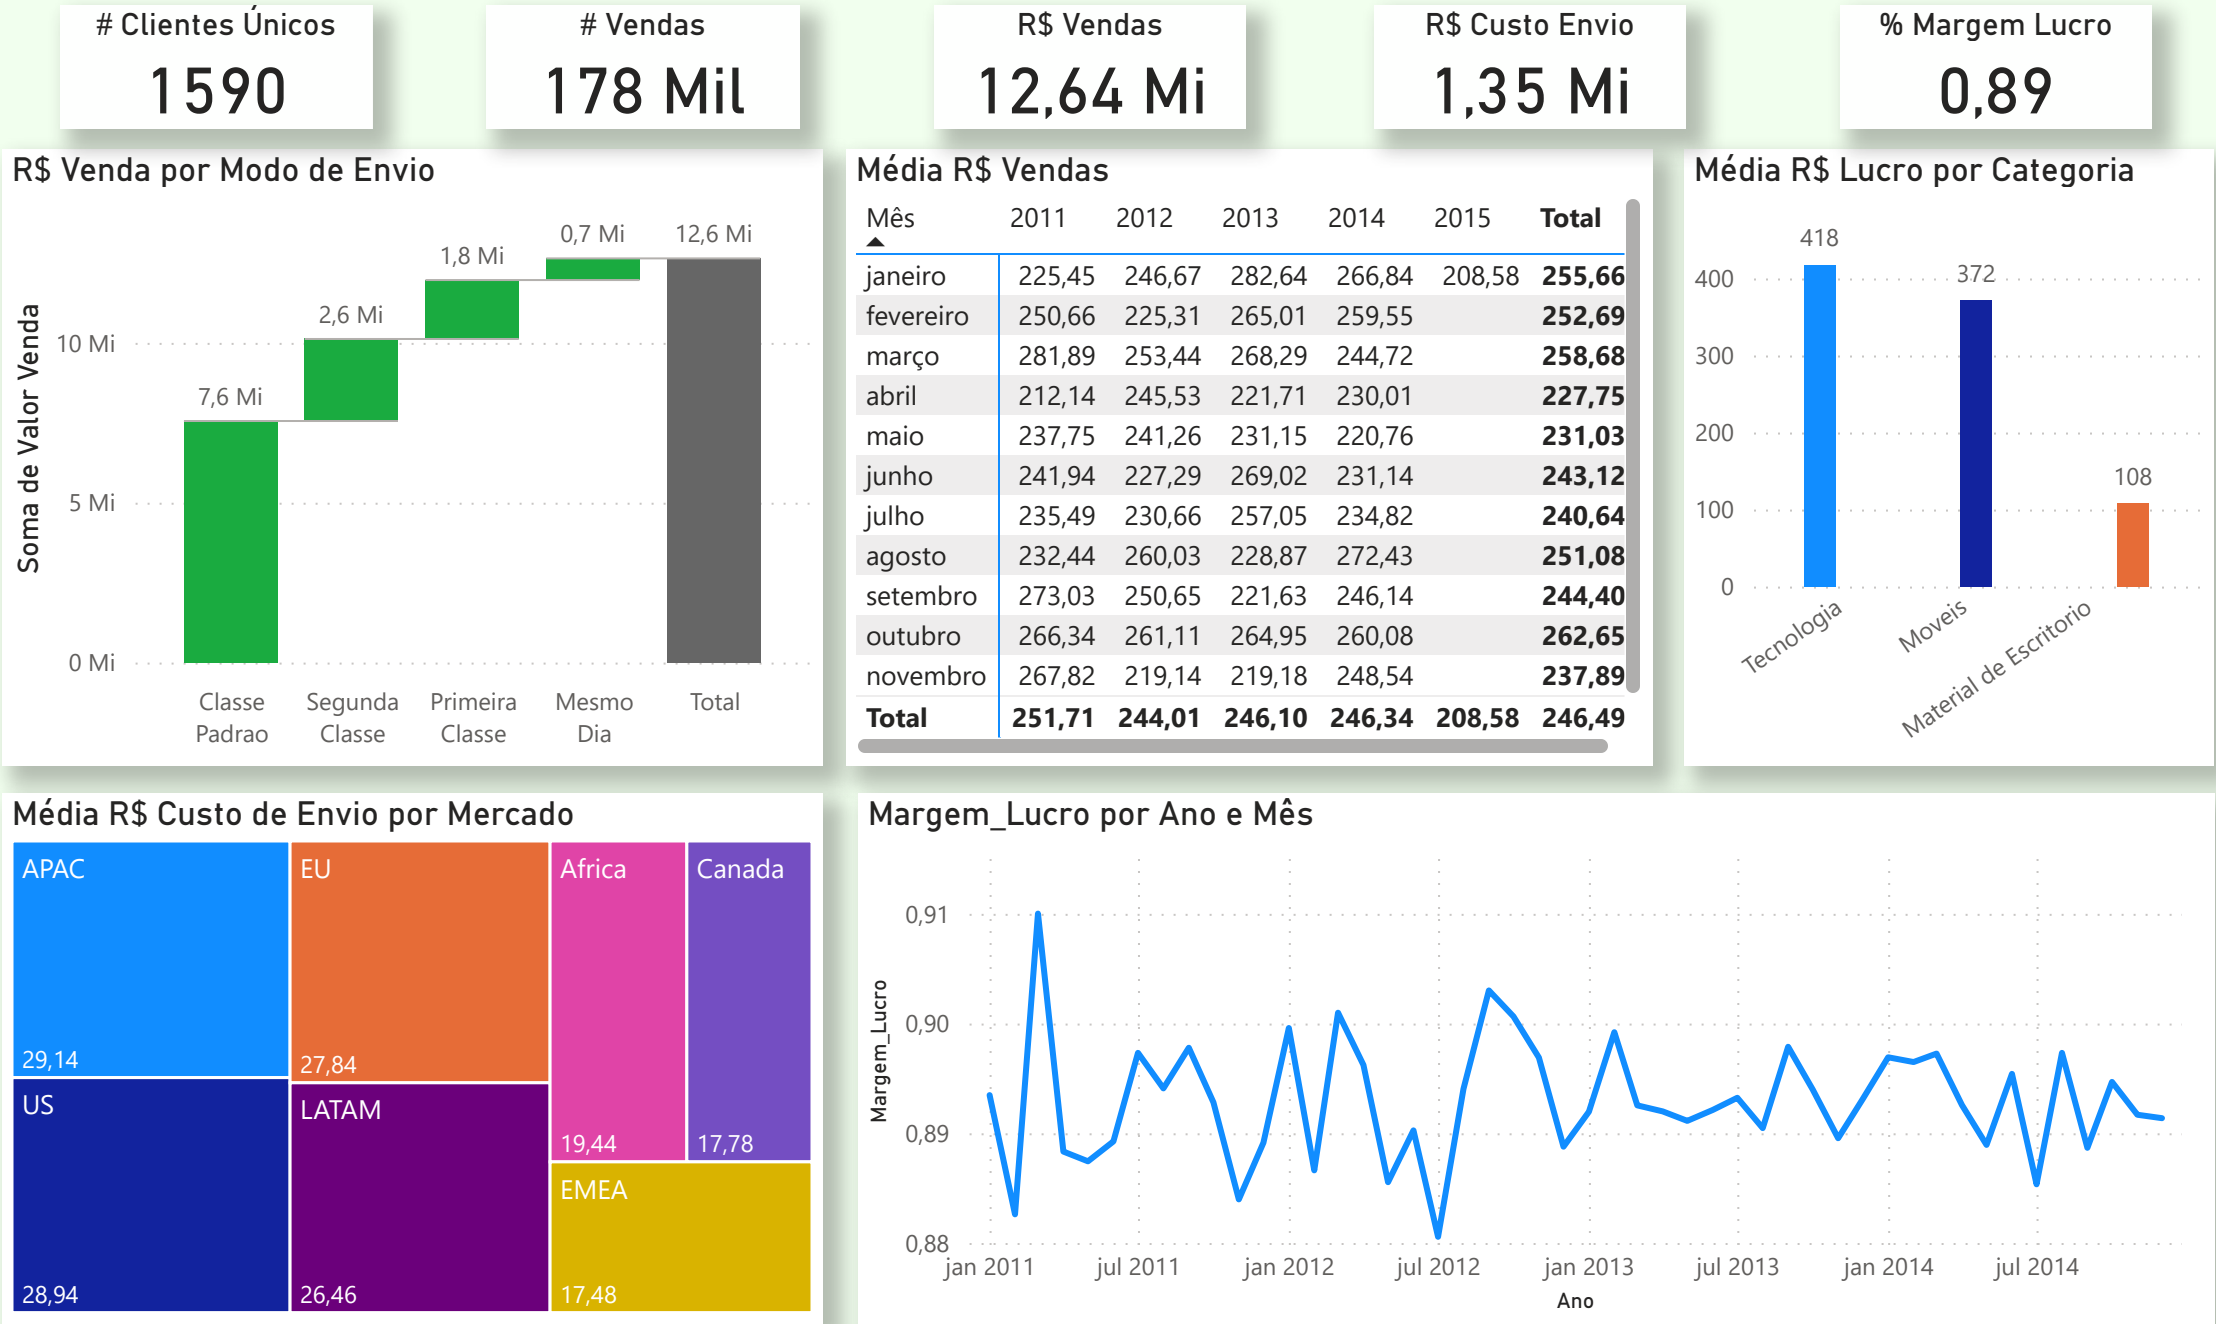 # Clientes Únicos
1590
# Vendas
178 Mil
R$ Vendas
12,64 Mi
R$ Custo Envio
1,35 Mi
% Margem Lucro
0,89
R$ Venda por Modo de Envio
Soma de Valor Venda
10 Mi
5 Mi
0 Mi
7,6 Mi
2,6 Mi
1,8 Mi
0,7 Mi
12,6 Mi
Classe Padrao
Segunda Classe
Primeira Classe
Mesmo Dia
Total
Média R$ Vendas
Mês 2011 2012 2013 2014 2015 Total
janeiro 225,45 246,67 282,64 266,84 208,58 255,66
fevereiro 250,66 225,31 265,01 259,55 252,69
março 281,89 253,44 268,29 244,72 258,68
abril 212,14 245,53 221,71 230,01 227,75
maio 237,75 241,26 231,15 220,76 231,03
junho 241,94 227,29 269,02 231,14 243,12
julho 235,49 230,66 257,05 234,82 240,64
agosto 232,44 260,03 228,87 272,43 251,08
setembro 273,03 250,65 221,63 246,14 244,40
outubro 266,34 261,11 264,95 260,08 262,65
novembro 267,82 219,14 219,18 248,54 237,89
Total 251,71 244,01 246,10 246,34 208,58 246,49
Média R$ Lucro por Categoria
400
300
200
100
0
418
372
108
Tecnologia
Moveis
Material de Escritorio
Média R$ Custo de Envio por Mercado
APAC
29,14
US
28,94
EU
27,84
LATAM
26,46
Africa
19,44
Canada
17,78
EMEA
17,48
Margem_Lucro por Ano e Mês
Margem_Lucro
0,91
0,90
0,89
0,88
jan 2011
jul 2011
jan 2012
jul 2012
jan 2013
jul 2013
jan 2014
jul 2014
Ano